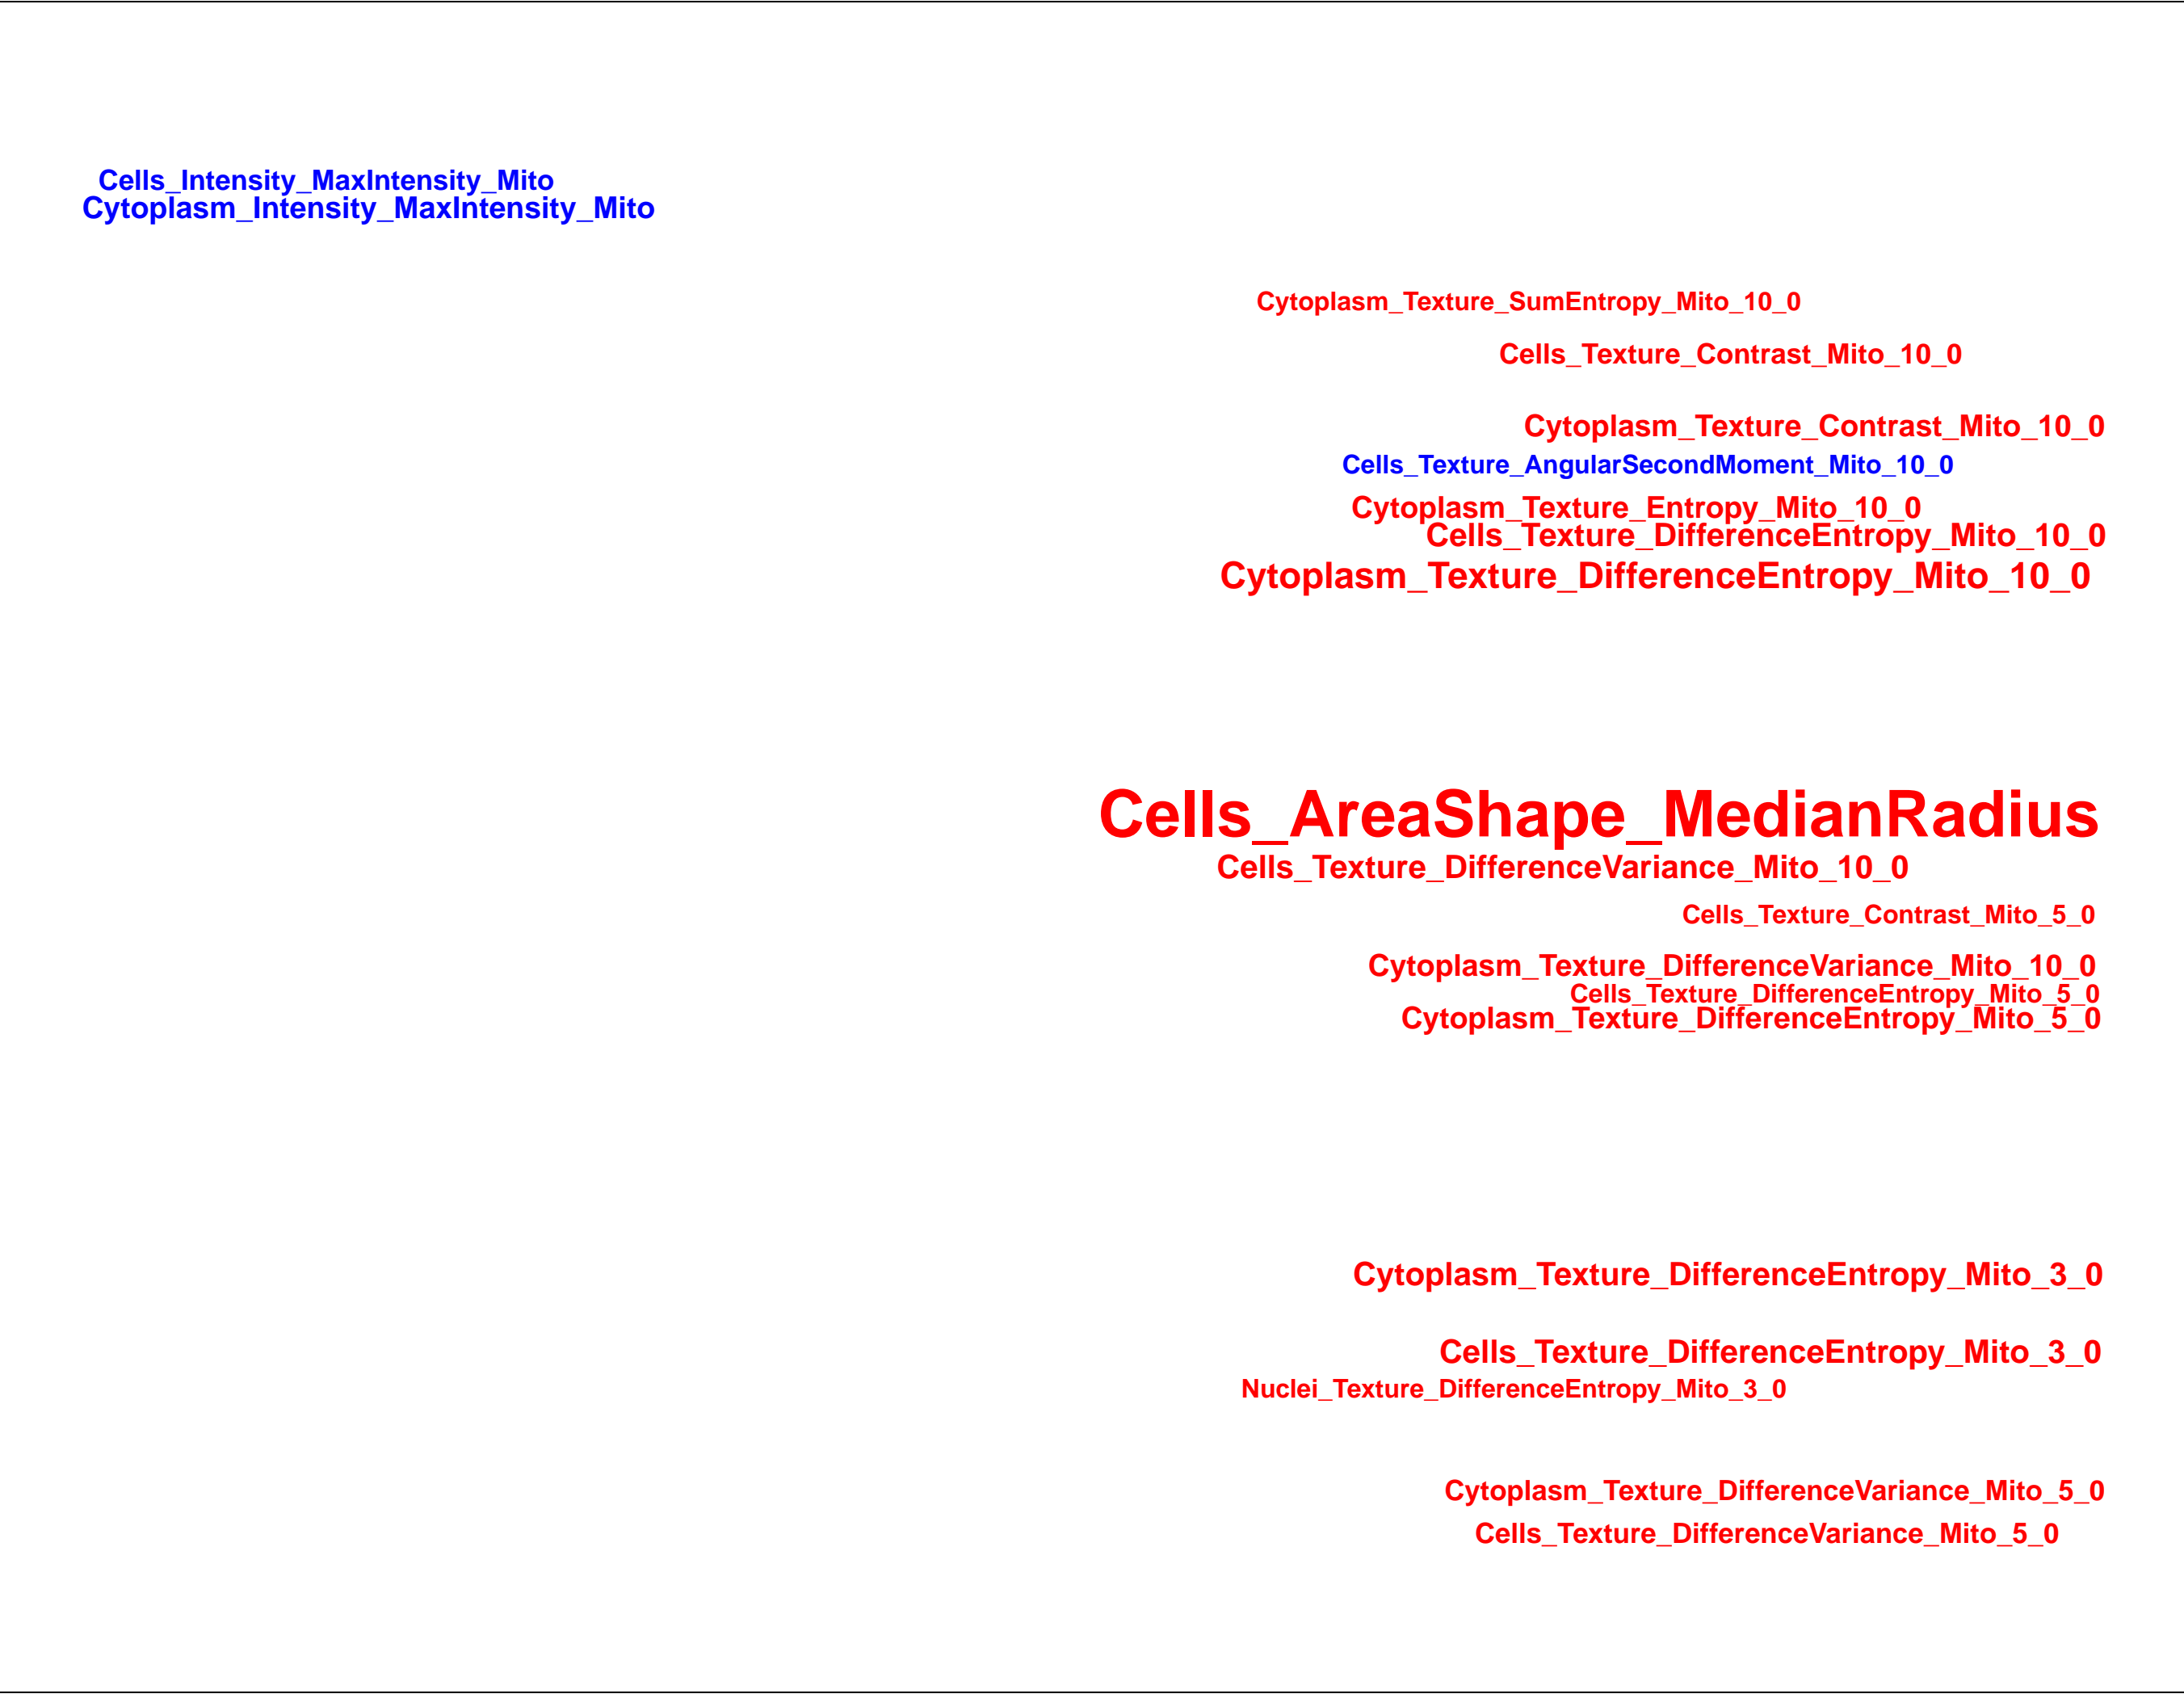 Cells_Intensity_MaxIntensity_Mito
Cytoplasm_Intensity_MaxIntensity_Mito
Cytoplasm_Texture_SumEntropy_Mito_10_0
Cells_Texture_Contrast_Mito_10_0
Cytoplasm_Texture_Contrast_Mito_10_0
Cells_Texture_AngularSecondMoment_Mito_10_0
Cytoplasm_Texture_Entropy_Mito_10_0
Cells_Texture_DifferenceEntropy_Mito_10_0
Cytoplasm_Texture_DifferenceEntropy_Mito_10_0
Cells_AreaShape_MedianRadius
Cells_Texture_DifferenceVariance_Mito_10_0
Cells_Texture_Contrast_Mito_5_0
Cytoplasm_Texture_DifferenceVariance_Mito_10_0
Cells_Texture_DifferenceEntropy_Mito_5_0
Cytoplasm_Texture_DifferenceEntropy_Mito_5_0
Cytoplasm_Texture_DifferenceEntropy_Mito_3_0
Cells_Texture_DifferenceEntropy_Mito_3_0
Nuclei_Texture_DifferenceEntropy_Mito_3_0
Cytoplasm_Texture_DifferenceVariance_Mito_5_0
Cells_Texture_DifferenceVariance_Mito_5_0